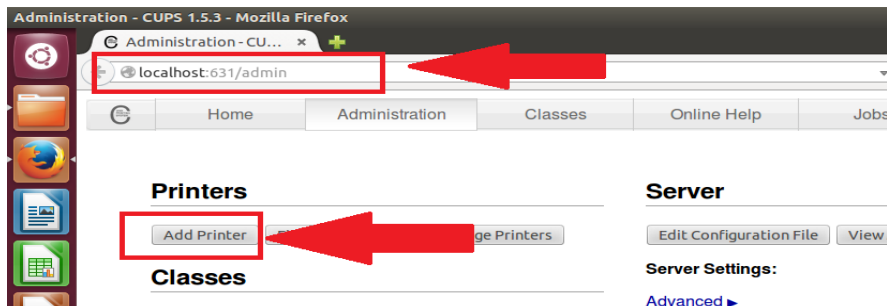 Administration - CUPS 1.5.3 - Mozilla Firefox
Administration - CU... ×
localhost:631/admin
Home Administration Classes Online Help Jobs
Printers Server
Add Printer Printers Edit Configuration File View
Classes Server Settings:
Advanced ►